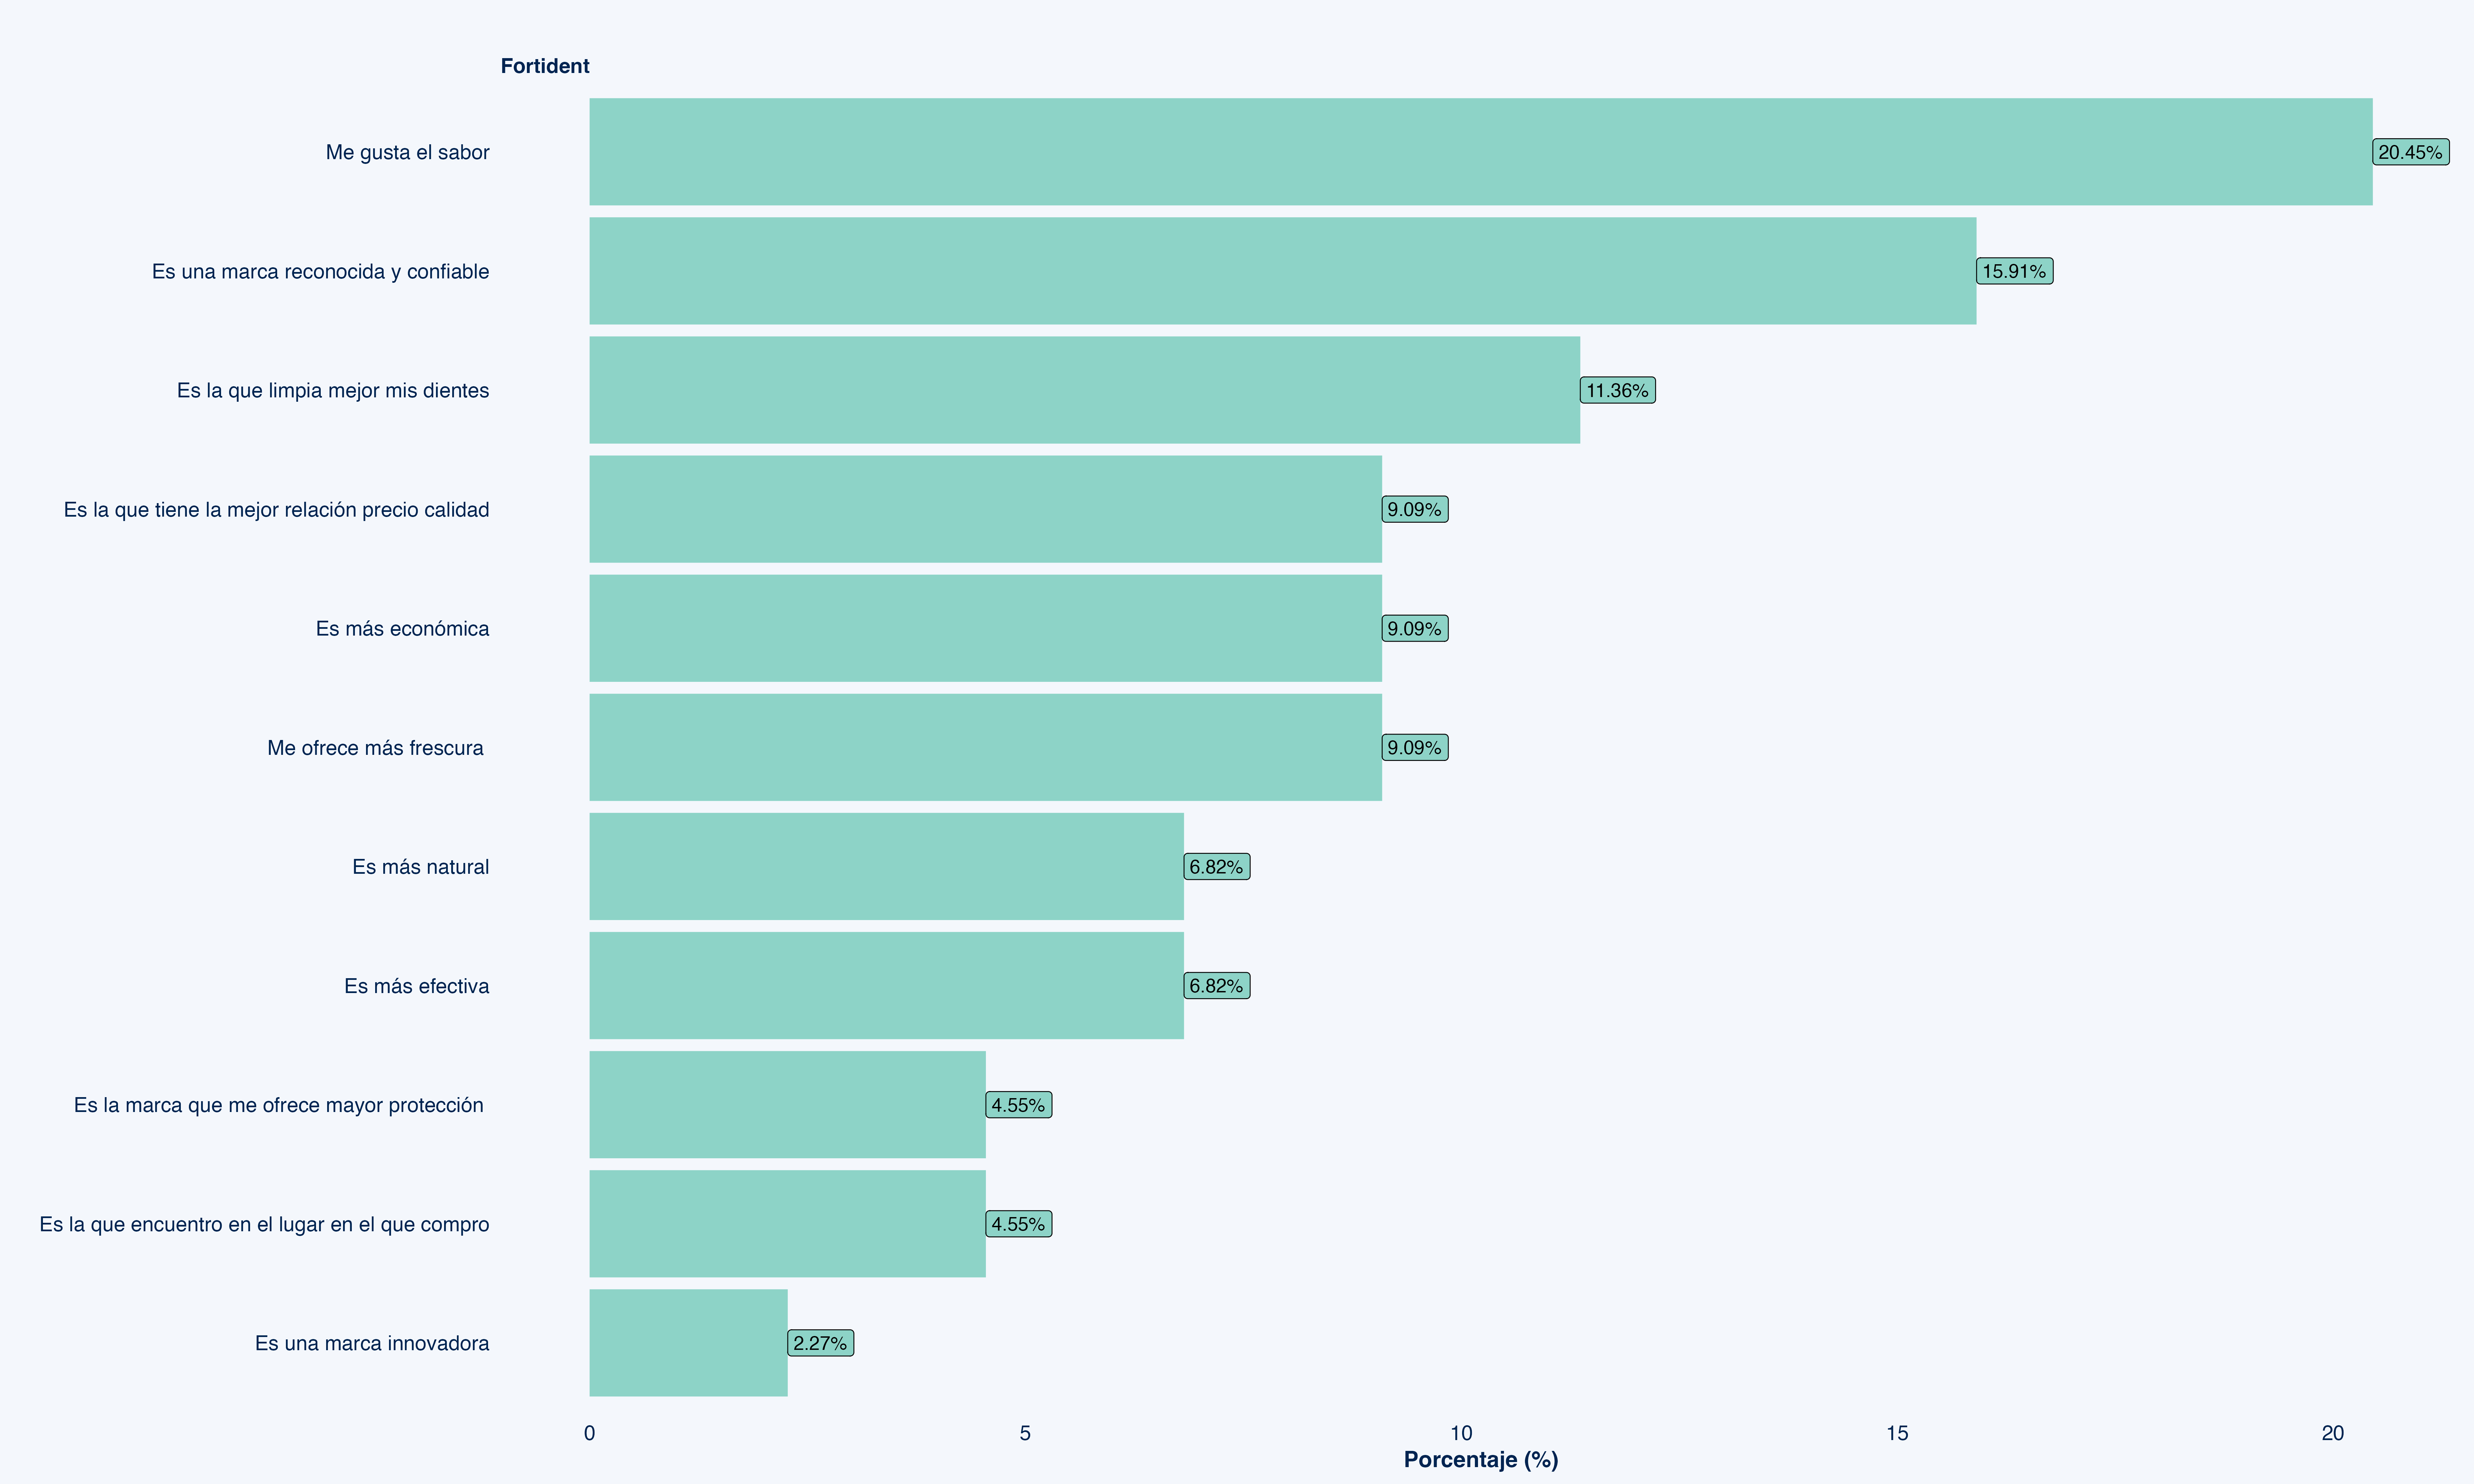 Fortident
Me gusta el sabor
20.45%
Es una marca reconocida y confiable
15.91%
Es la que limpia mejor mis dientes
11.36%
Es la que tiene la mejor relación precio calidad
9.09%
Es más económica
9.09%
Me ofrece más frescura
9.09%
Es más natural
6.82%
Es más efectiva
6.82%
Es la marca que me ofrece mayor protección
4.55%
Es la que encuentro en el lugar en el que compro
4.55%
Es una marca innovadora
2.27%
0 5 10 15 20
Porcentaje (%)